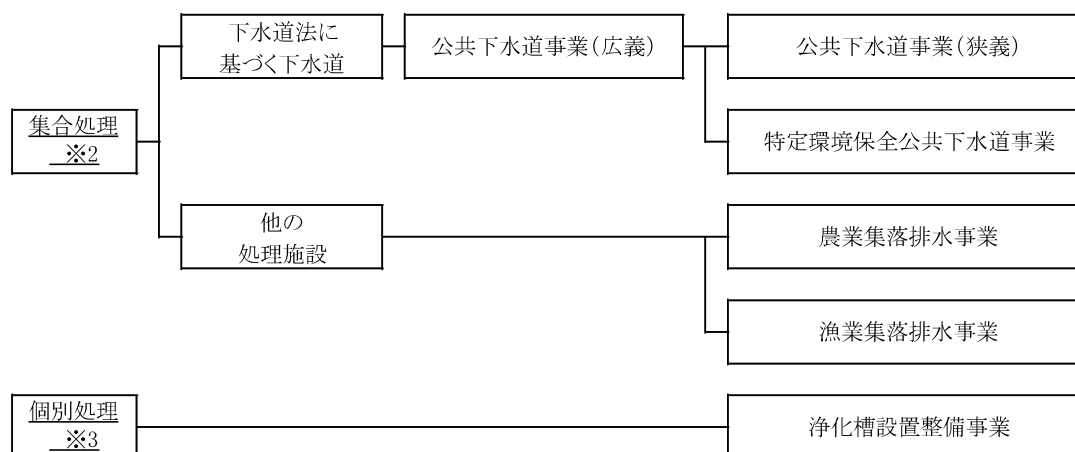 下水道法に
基づく下水道
公共下水道事業(広義)
公共下水道事業(狭義)
集合処理
※2
特定環境保全公共下水道事業
他の
処理施設
農業集落排水事業
漁業集落排水事業
個別処理
※3
浄化槽設置整備事業